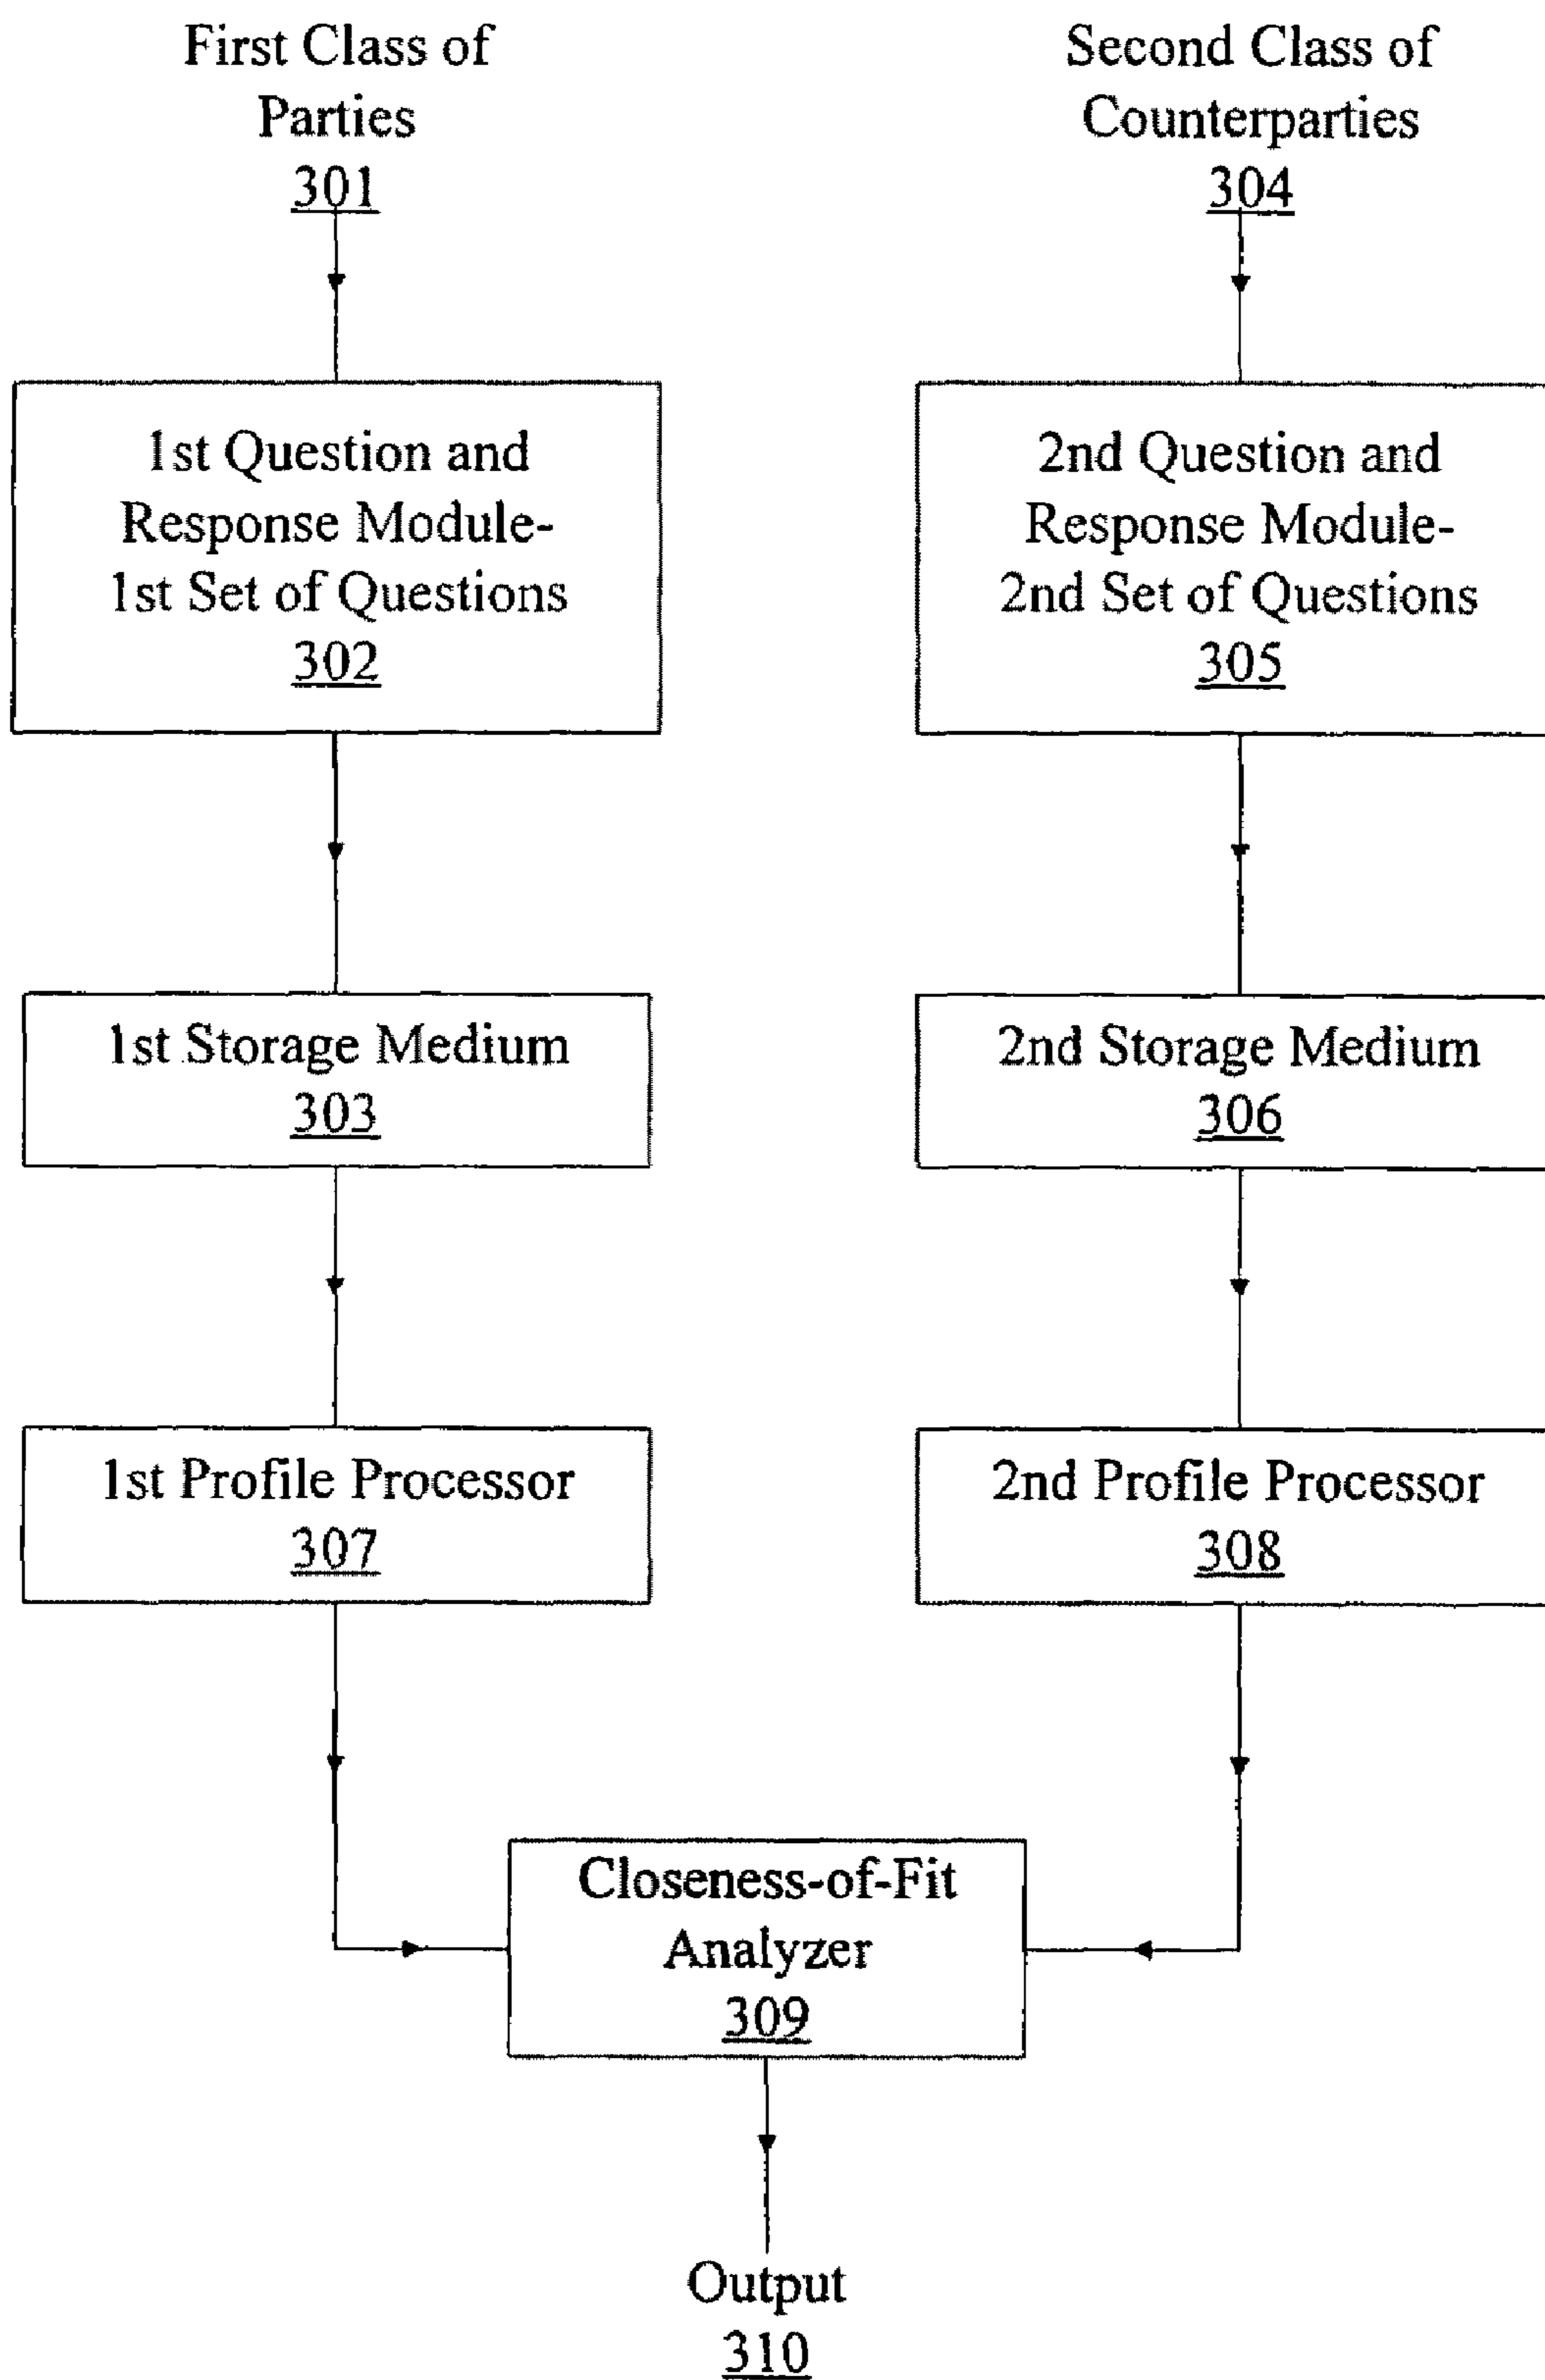 First Class of
Parties
301
Second Class of
Counterparties
304
1st Question and
Response Module-
1st Set of Questions
302
2nd Question and
Response Module-
2nd Set of Questions
305
1st Storage Medium
303
2nd Storage Medium
306
1st Profile Processor
307
2nd Profile Processor
308
Closeness-of-Fit
Analyzer
309
Output
310